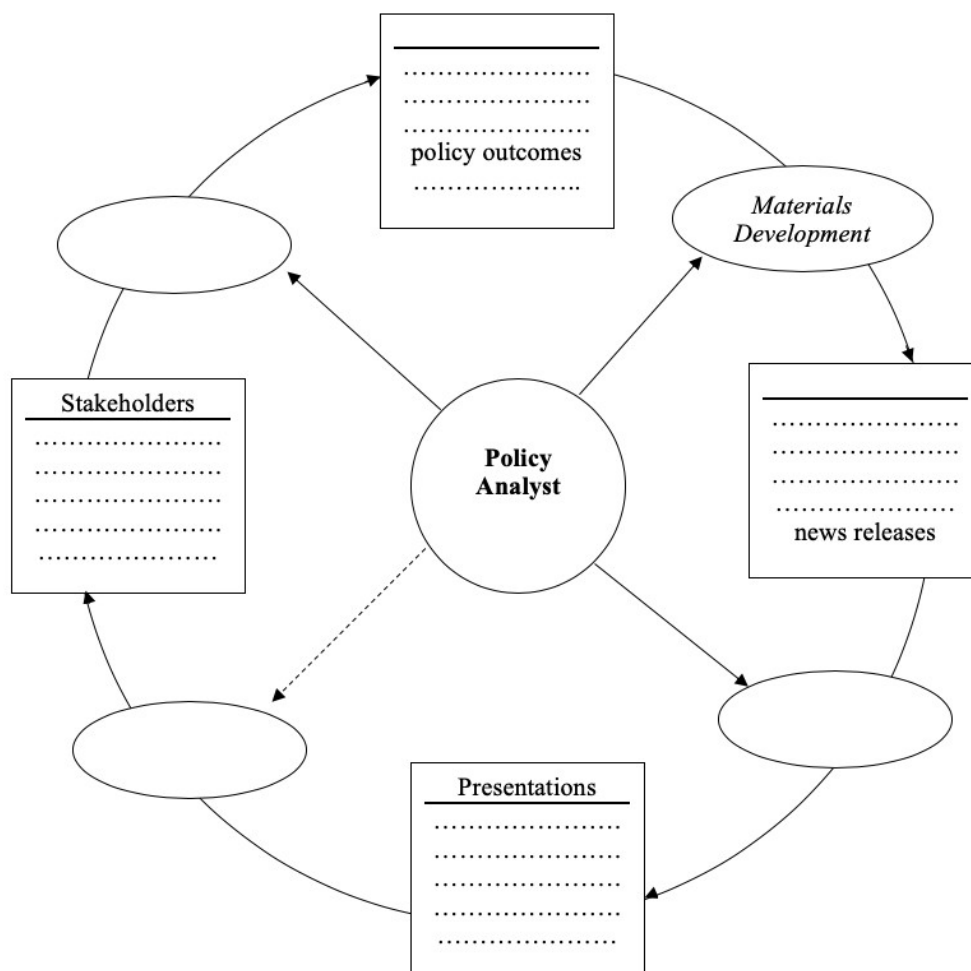 ........................
........................
........................
policy outcomes
.....................
Materials
Development
Stakeholders
........................
........................
........................
........................
.......................
Policy
Analyst
........................
........................
........................
.......................
news releases
Presentations
........................
........................
........................
........................
.......................